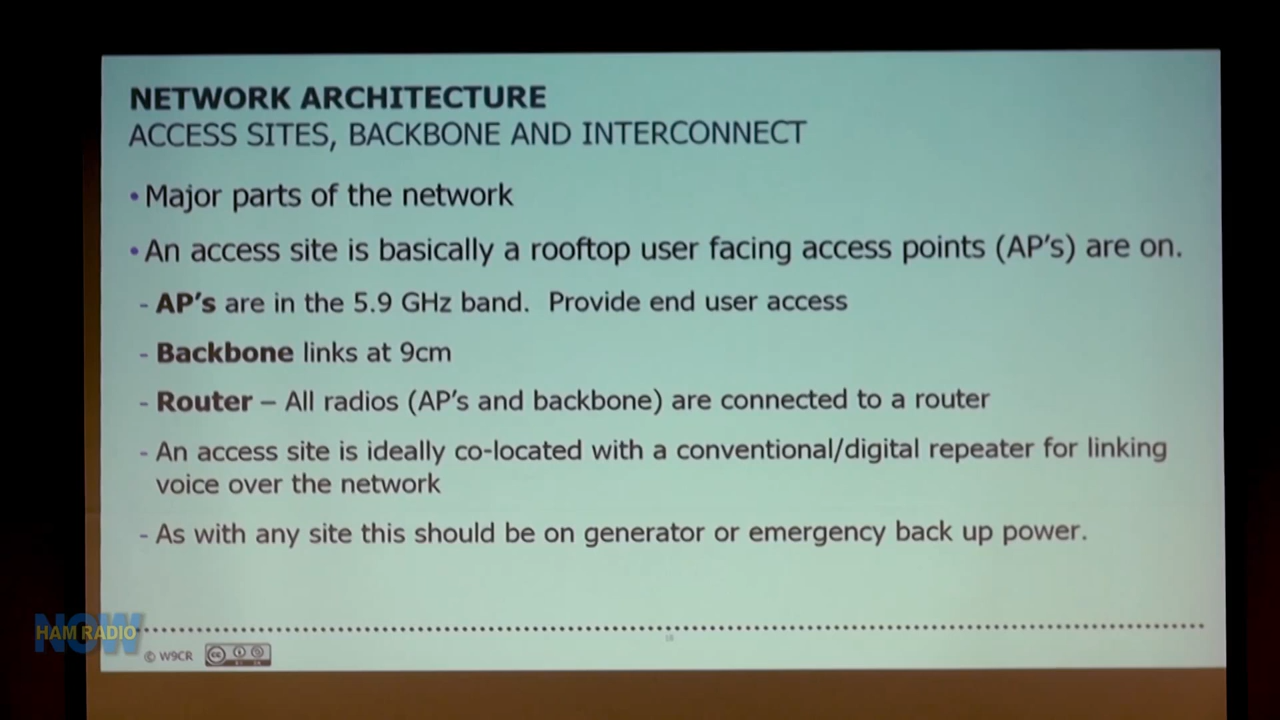 NETWORK ARCHITECTURE
ACCESS SITES, BACKBONE AND INTERCONNECT
• Major parts of the network
• An access site is basically a rooftop user facing access points (AP's) are on.
- AP's are in the 5.9 GHz band. Provide end user access
- Backbone links at 9cm
- Router – All radios (AP's and backbone) are connected to a router
- An access site is ideally co-located with a conventional/digital repeater for linking
voice over the network
- As with any site this should be on generator or emergency back up power.
NOW
HAM RADIO
© W9CR
cc